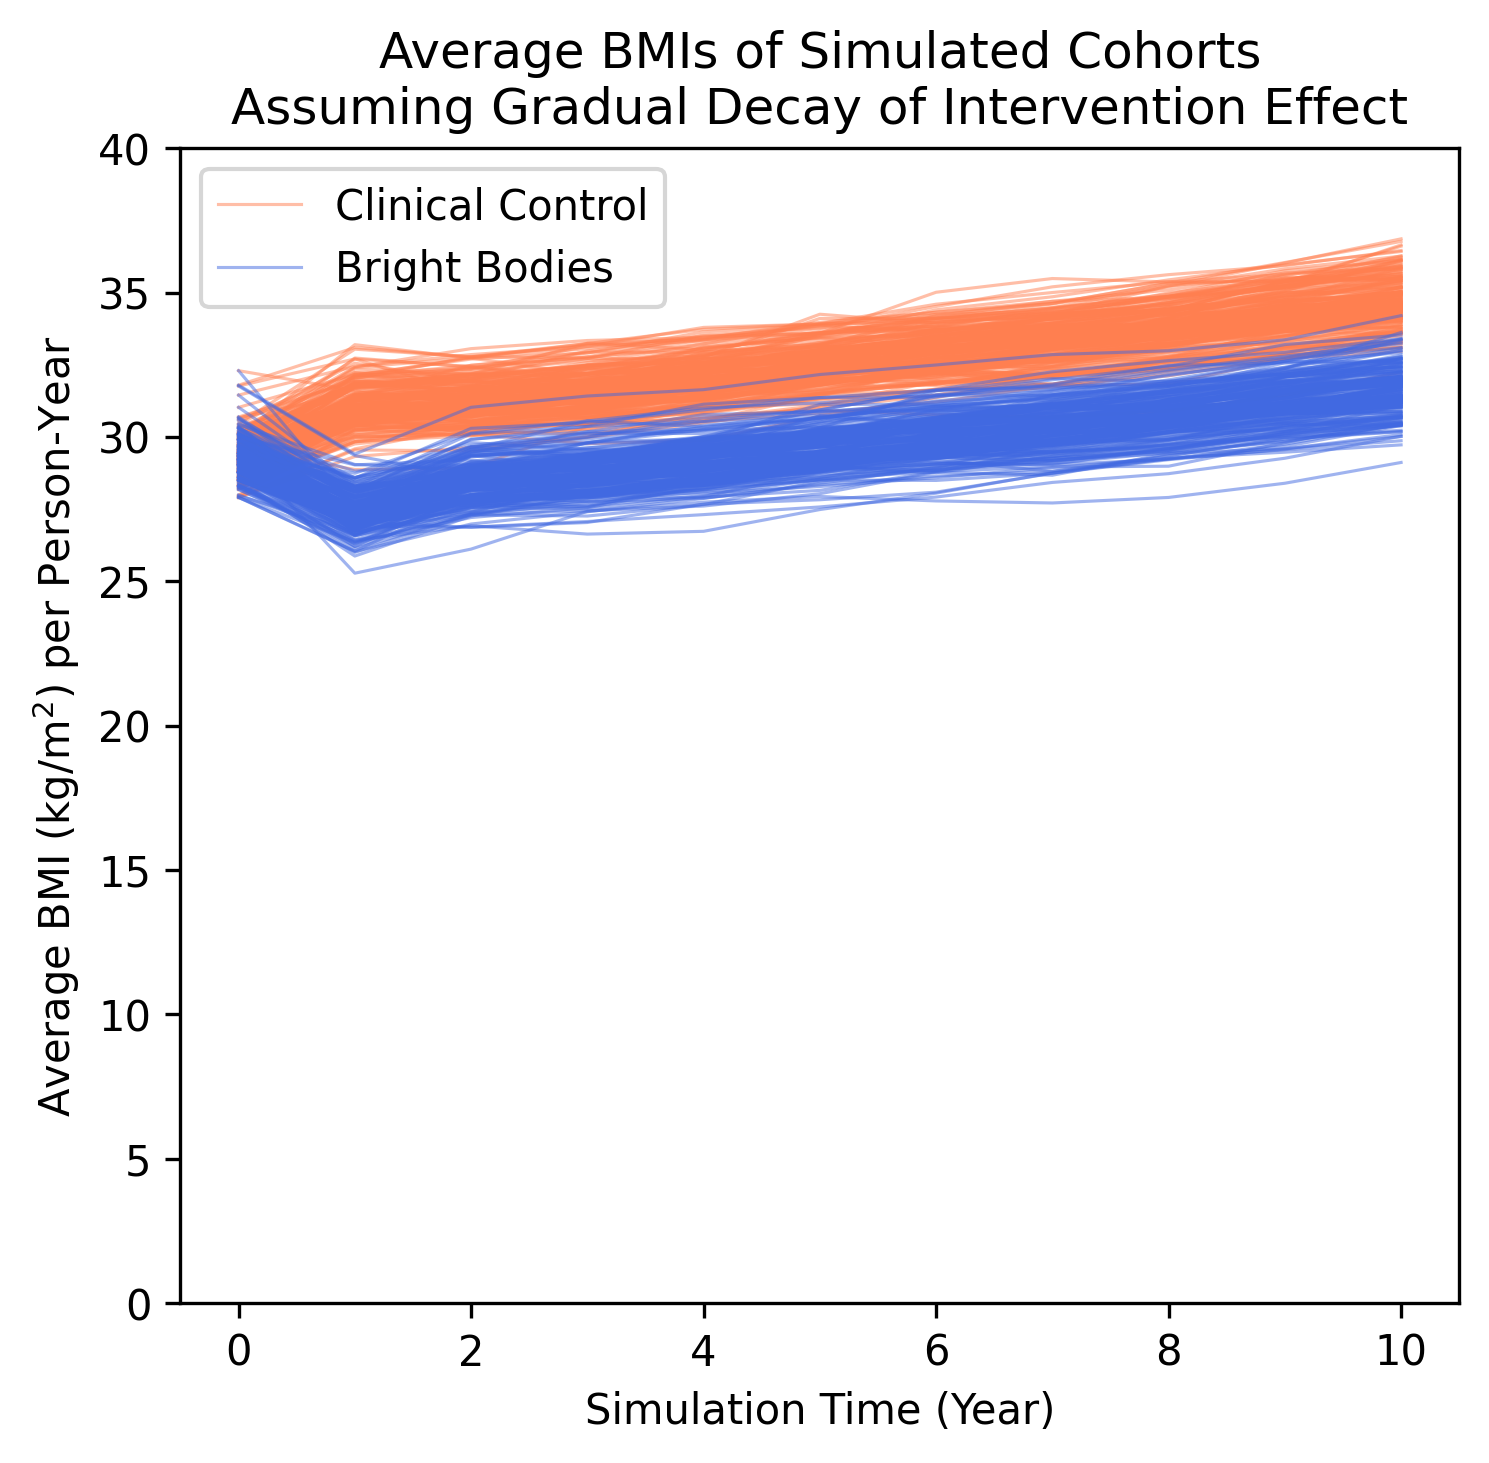 Average BMIs of Simulated Cohorts
Assuming Gradual Decay of Intervention Effect
Clinical Control
Bright Bodies
Average BMI (kg/m²) per Person-Year
40
35
30
25
20
15
10
5
0
0 2 4 6 8 10
Simulation Time (Year)